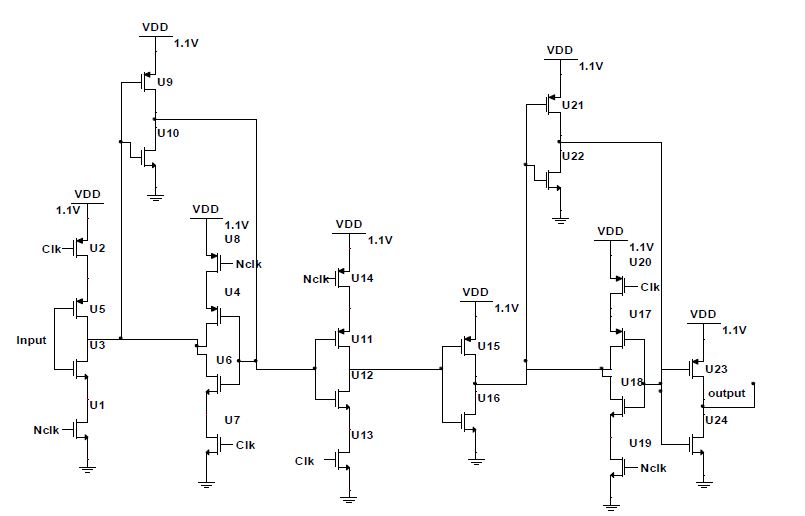 VDD
1.1V
U9
U10
VDD
1.1V
U21
U22
VDD
1.1V
Clk
U2
U5
Input
U3
U1
Nclk
VDD
1.1V
U8
Nclk
U4
U6
U7
Clk
VDD
1.1V
Nclk
U14
U11
U12
U13
Clk
VDD
1.1V
U15
U16
VDD
1.1V
U20
Clk
U17
U18
U19
Nclk
VDD
1.1V
U23
output
U24